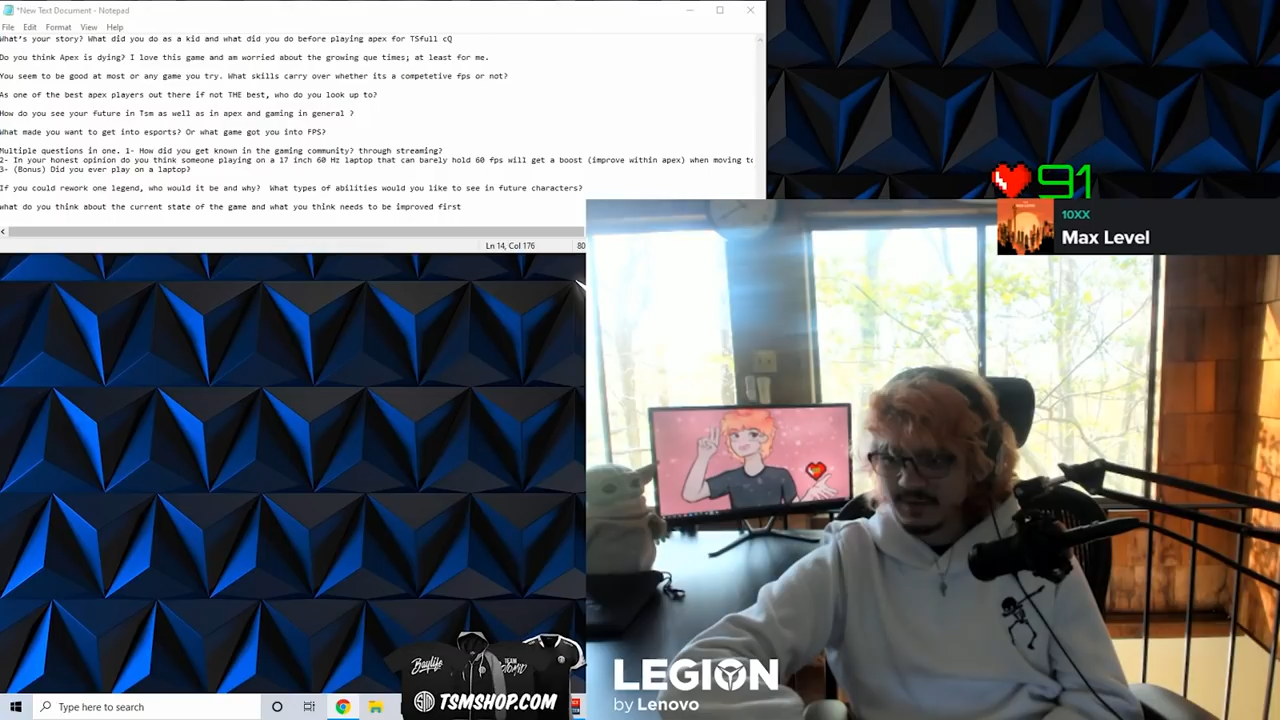 *New Text Document - Notepad
File Edit Format View Help
What's your story? What did you do as a kid and what did you do before playing apex for TSfull cQ
Do you think Apex is dying? I love this game and am worried about the growing que times; at least for me.
You seem to be good at most or any game you try. What skills carry over whether its a competetive fps or not?
As one of the best apex players out there if not THE best, who do you look up to?
How do you see your future in Tsm as well as in apex and gaming in general ?
What made you want to get into esports? Or what game got you into FPS?
Multiple questions in one. 1- How did you get known in the gaming community? through streaming?
2- In your honest opinion do you think someone playing on a 17 inch 60 Hz laptop that can barely hold 60 fps will get a boost (improve within apex) when moving to
3- (Bonus) Did you ever play on a laptop?
If you could rework one legend, who would it be and why? What types of abilities would you like to see in future characters?
what do you think about the current state of the game and what you think needs to be improved first
Ln 14, Col 176
80
91
10XX
Max Level
Baylife
TSMSHOP.COM
LEGION
by Lenovo
Type here to search